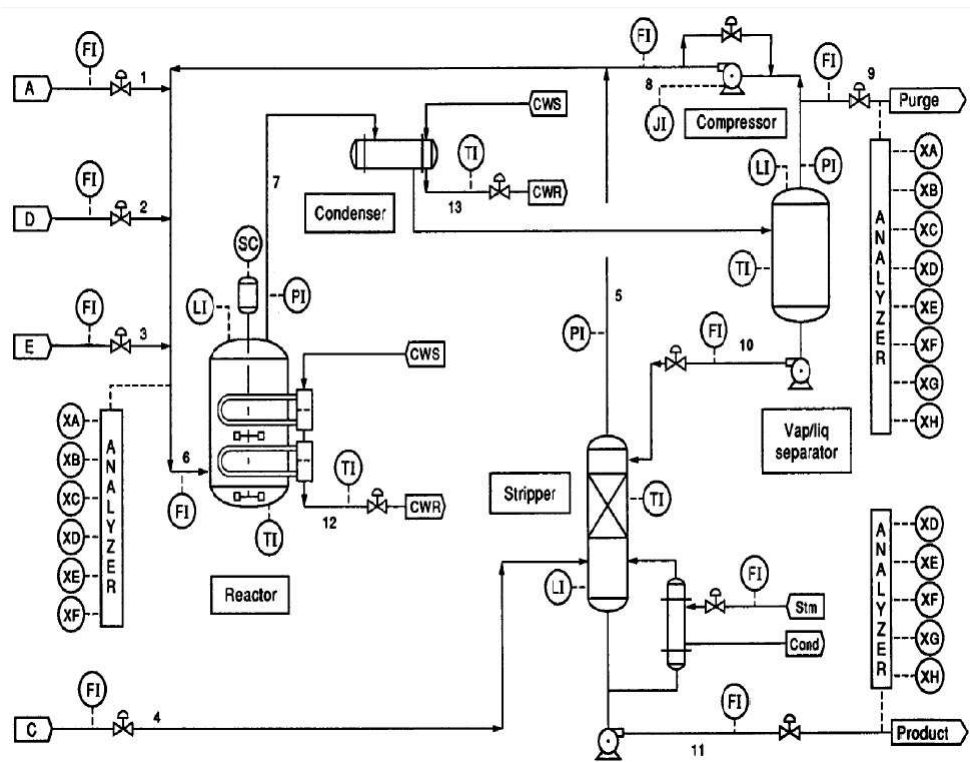 FI
8
FI
9
A
FI
1
JI
Compressor
Purge
CWS
TI
CWR
13
Condenser
7
LI
PI
XA
XB
XC
XD
XE
XF
XG
XH
ANALYZER
D
FI
2
SC
LI
PI
TI
5
E
FI
3
PI
FI
10
CWS
Vap/liq
separator
XA
XB
XC
XD
XE
XF
ANALYZER
6
FI
TI
TI
12
CWR
Reactor
Stripper
TI
LI
FI
Stm
Cond
XD
XE
XF
XG
XH
ANALYZER
C
FI
4
FI
11
Product